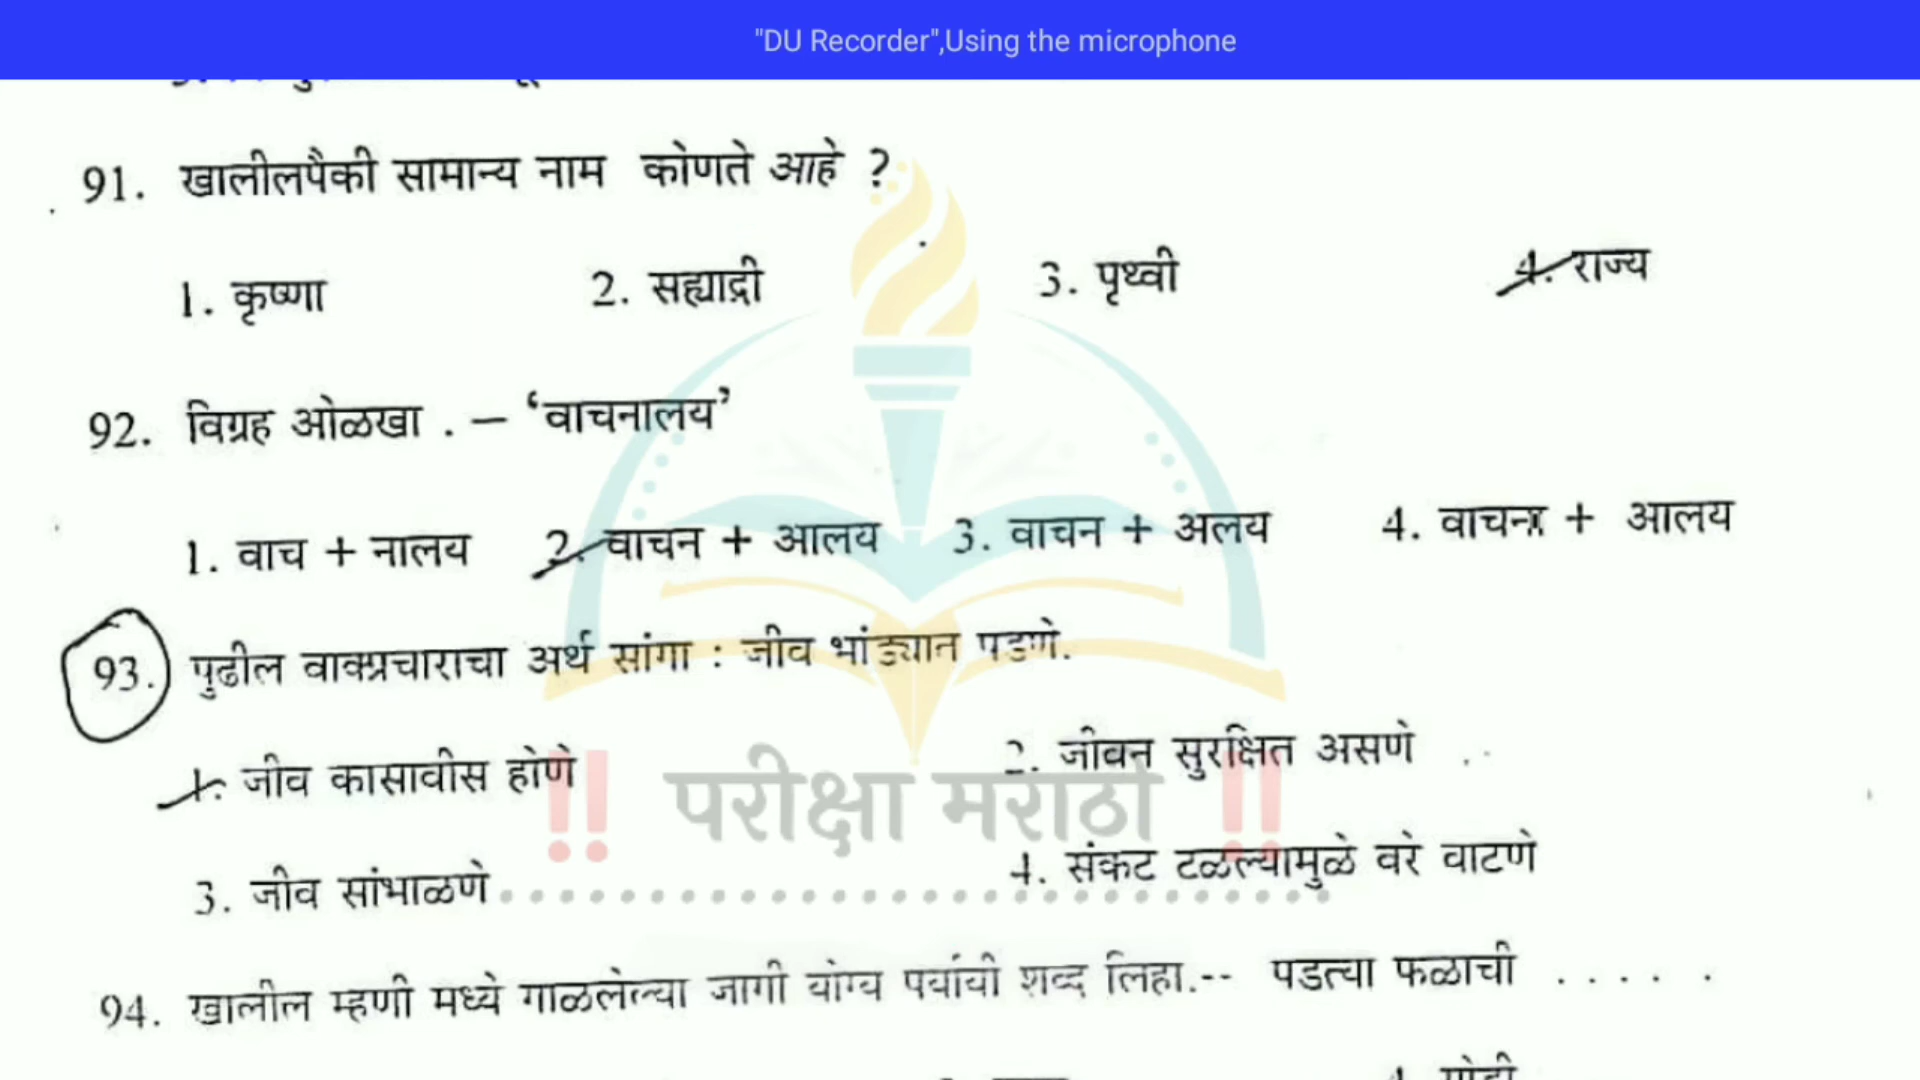 "DU Recorder",Using the microphone
91. खालीलपैकी सामान्य नाम कोणते आहे ?
1. कृष्णा 2. सह्याद्री 3. पृथ्वी 4. राज्य
92. विग्रह ओळखा . – ‘वाचनालय’
1. वाच + नालय 2. वाचन + आलय 3. वाचन + अलय 4. वाचना + आलय
93. पुढील वाक्प्रचाराचा अर्थ सांगा : जीव भांड्यात पडणे.
1. जीव कासावीस होणे 2. जीवन सुरक्षित असणे
!! परीक्षा मराठी !!
3. जीव सांभाळणे 4. संकट टळल्यामुळे बरे वाटणे
94. खालील म्हणी मध्ये गाळलेल्या जागी योग्य पर्यायी शब्द लिहा.-- पडत्या फळाची . . . . .